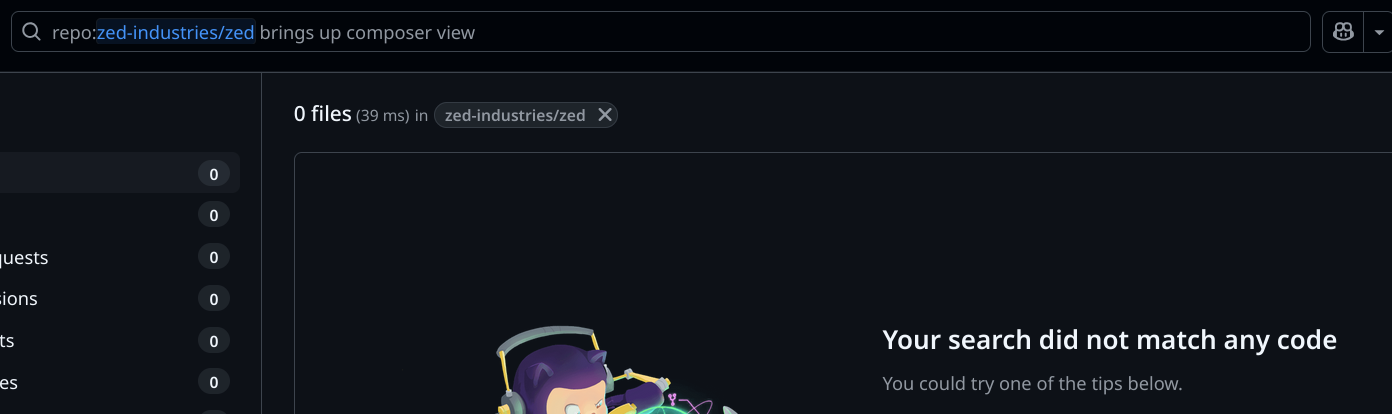 repo:zed-industries/zed brings up composer view
0 files (39 ms) in zed-industries/zed
0
0
quests 0
sions 0
ts 0
es 0
Your search did not match any code
You could try one of the tips below.